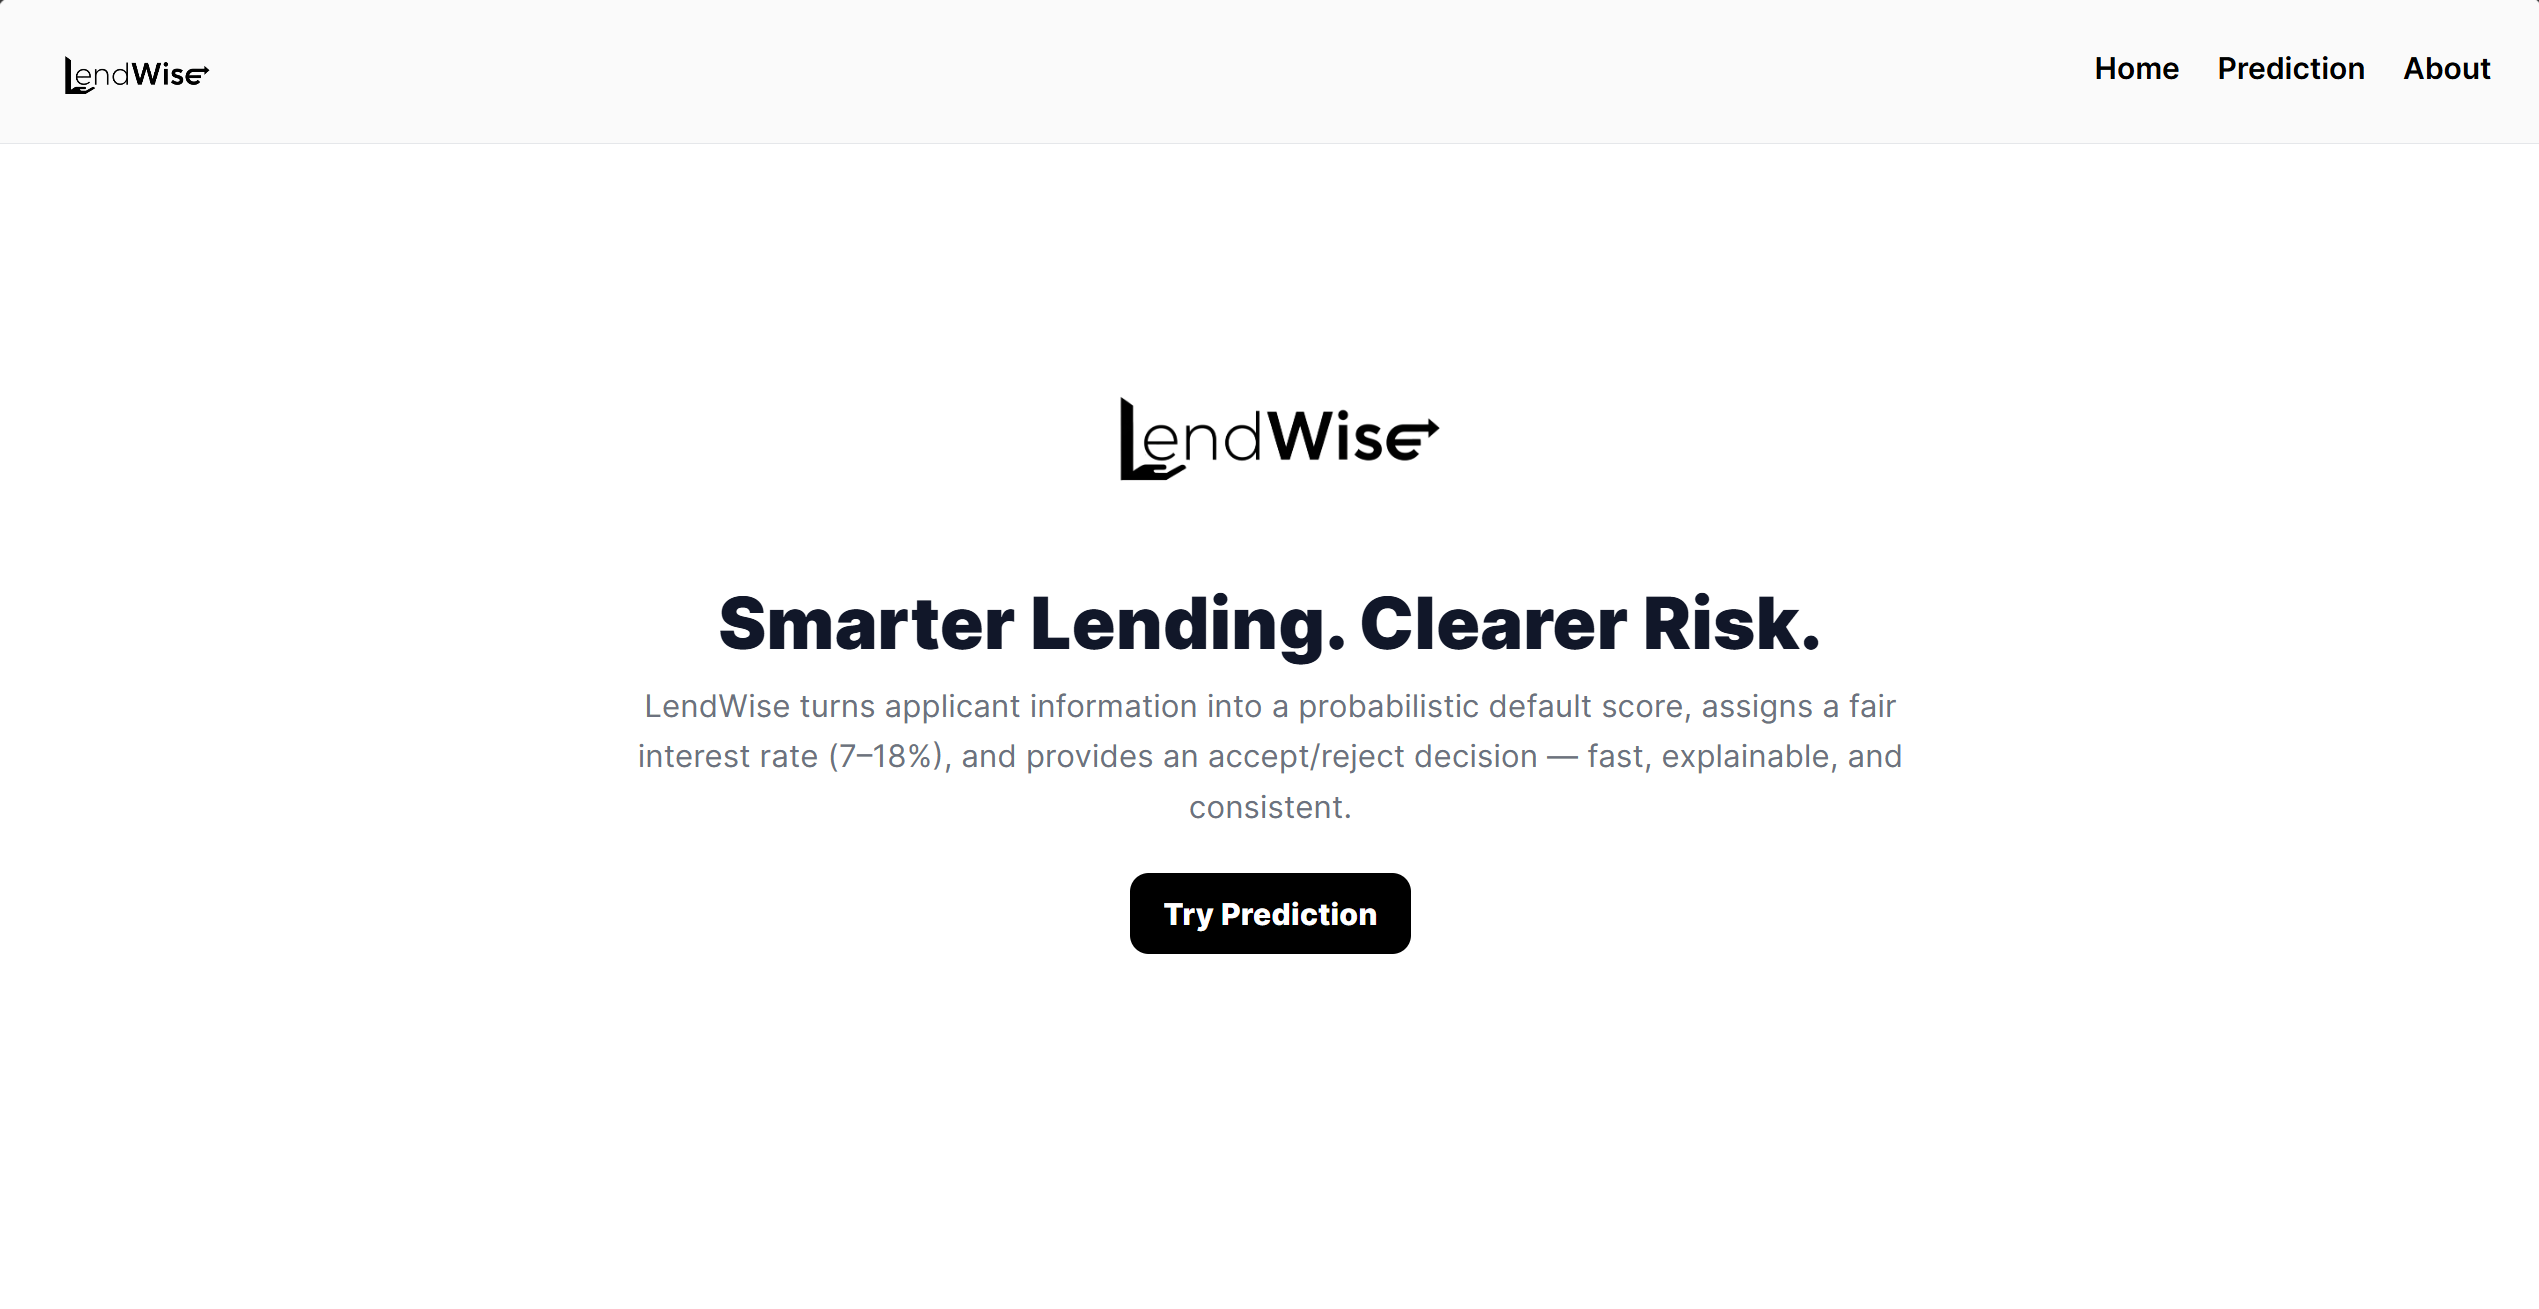 LendWise
Home Prediction About
LendWise
Smarter Lending. Clearer Risk.
LendWise turns applicant information into a probabilistic default score, assigns a fair
interest rate (7–18%), and provides an accept/reject decision — fast, explainable, and
consistent.
Try Prediction